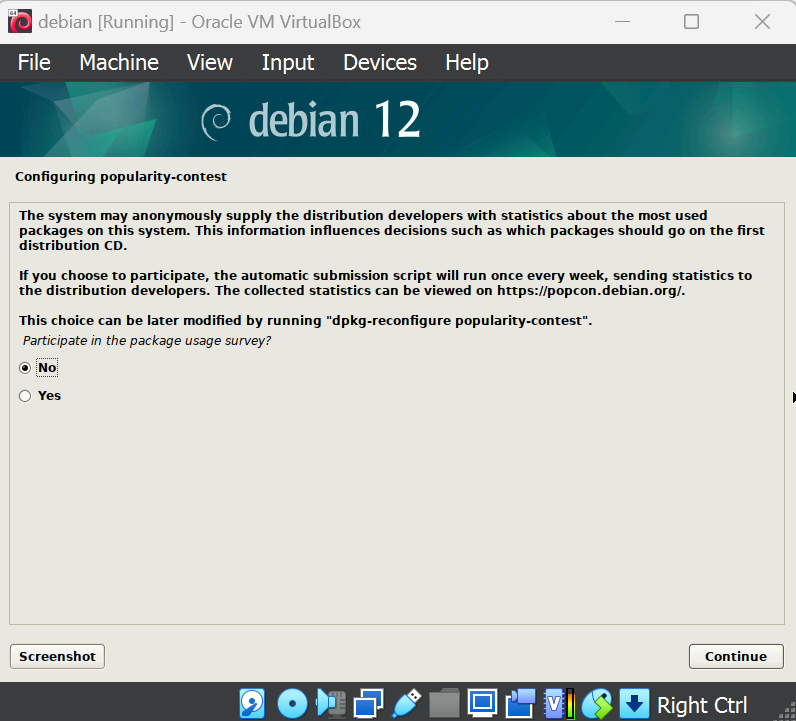 debian [Running] - Oracle VM VirtualBox
File Machine View Input Devices Help
debian 12
Configuring popularity-contest
The system may anonymously supply the distribution developers with statistics about the most used
packages on this system. This information influences decisions such as which packages should go on the first
distribution CD.
If you choose to participate, the automatic submission script will run once every week, sending statistics to
the distribution developers. The collected statistics can be viewed on https://popcon.debian.org/.
This choice can be later modified by running "dpkg-reconfigure popularity-contest".
Participate in the package usage survey?
No
Yes
Screenshot Continue
Right Ctrl